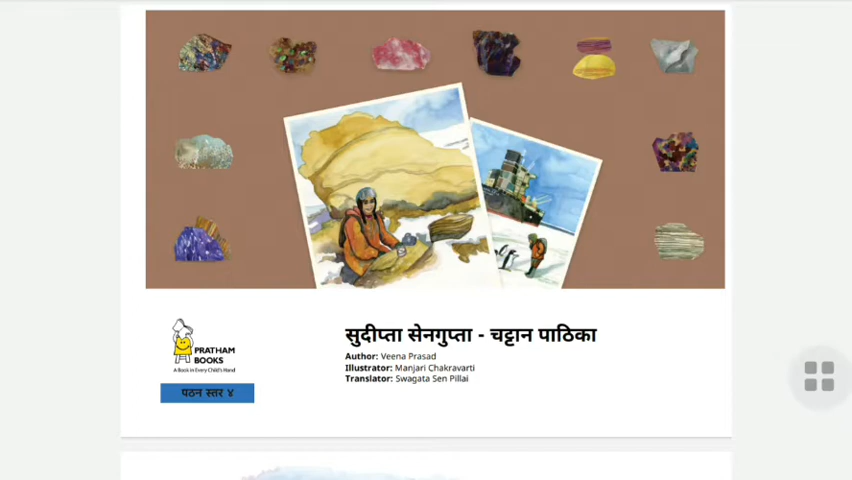 सुदीप्ता सेनगुप्ता - चट्टान पाठिका
Author: Veena Prasad
Illustrator: Manjari Chakravarti
Translator: Swagata Sen Pillai
PRATHAM
BOOKS
A Book in Every Child's Hand
पठन स्तर ४